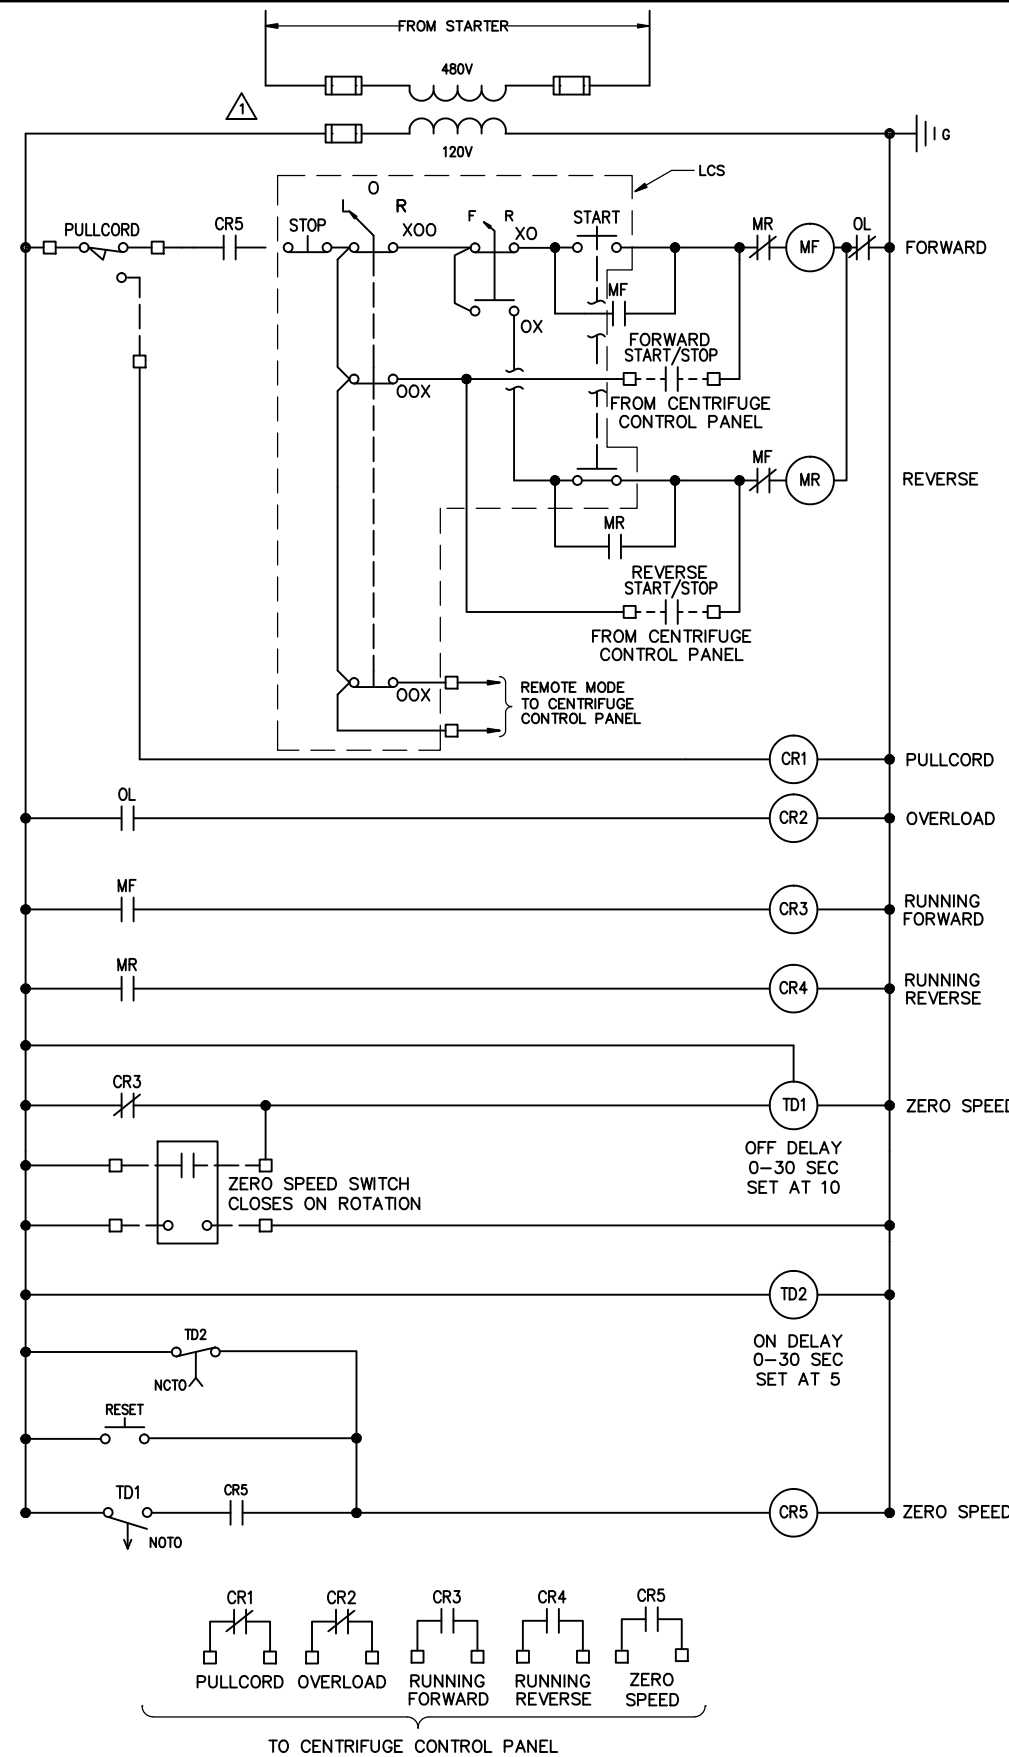 FROM STARTER
480V
1
120V
G
LCS
O
L R
XOO
F R
XO
START
PULLCORD
CR5
STOP
MR
MF
OL
FORWARD
MF
OX
FORWARD
START/STOP
OOX
FROM CENTRIFUGE
CONTROL PANEL
MF
MR
REVERSE
MR
REVERSE
START/STOP
FROM CENTRIFUGE
CONTROL PANEL
OOX
REMOTE MODE
TO CENTRIFUGE
CONTROL PANEL
CR1
PULLCORD
OL
CR2
OVERLOAD
MF
CR3
RUNNING
FORWARD
MR
CR4
RUNNING
REVERSE
CR3
TD1
ZERO SPEED
OFF DELAY
0-30 SEC
SET AT 10
ZERO SPEED SWITCH
CLOSES ON ROTATION
TD2
ON DELAY
0-30 SEC
SET AT 5
TD2
NCTO
RESET
TD1
CR5
NOTO
CR5
ZERO SPEED
CR1 CR2 CR3 CR4 CR5
PULLCORD OVERLOAD RUNNING RUNNING ZERO
FORWARD REVERSE SPEED
TO CENTRIFUGE CONTROL PANEL